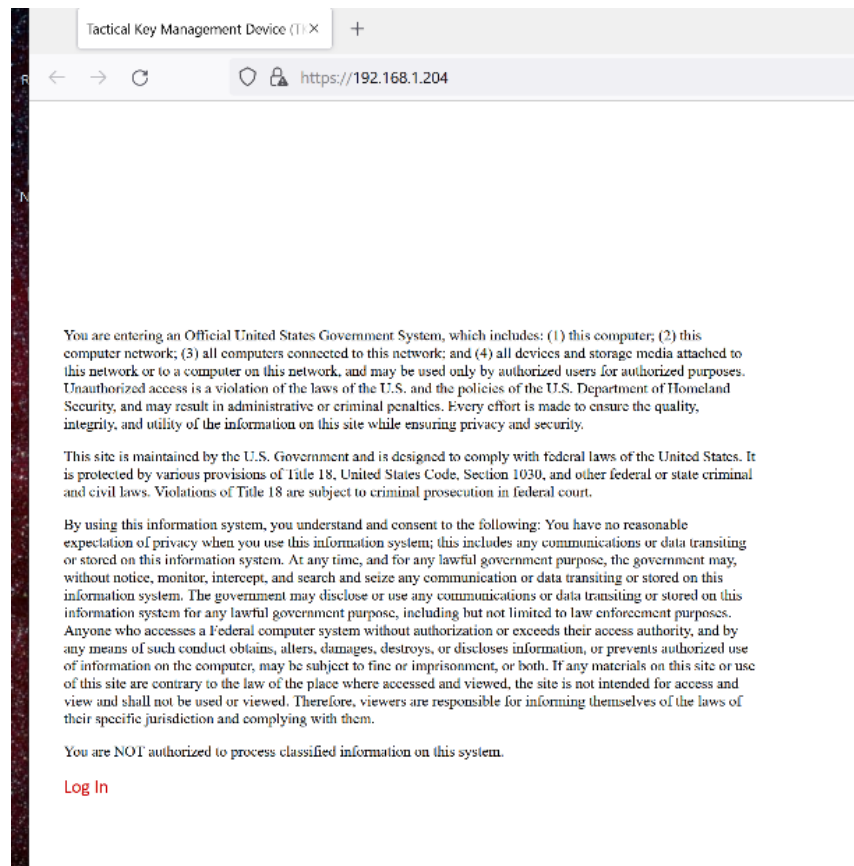 Tactical Key Management Device (T
https://192.168.1.204
R
N
You are entering an Official United States Government System, which includes: (1) this computer; (2) this
computer network; (3) all computers connected to this network; and (4) all devices and storage media attached to
this network or to a computer on this network, and may be used only by authorized users for authorized purposes.
Unauthorized access is a violation of the laws of the U.S. and the policies of the U.S. Department of Homeland
Security, and may result in administrative or criminal penalties. Every effort is made to ensure the quality,
integrity, and utility of the information on this site while ensuring privacy and security.
This site is maintained by the U.S. Government and is designed to comply with federal laws of the United States. It
is protected by various provisions of Title 18, United States Code, Section 1030, and other federal or state criminal
and civil laws. Violations of Title 18 are subject to criminal prosecution in federal court.
By using this information system, you understand and consent to the following: You have no reasonable
expectation of privacy when you use this information system; this includes any communications or data transiting
or stored on this information system. At any time, and for any lawful government purpose, the government may,
without notice, monitor, intercept, and search and seize any communication or data transiting or stored on this
information system. The government may disclose or use any communications or data transiting or stored on this
information system for any lawful government purpose, including but not limited to law enforcement purposes.
Anyone who accesses a Federal computer system without authorization or exceeds their access authority, and by
any means of such conduct obtains, alters, damages, destroys, or discloses information, or prevents authorized use
of information on the computer, may be subject to fine or imprisonment, or both. If any materials on this site or use
of this site are contrary to the law of the place where accessed and viewed, the site is not intended for access and
view and shall not be used or viewed. Therefore, viewers are responsible for informing themselves of the laws of
their specific jurisdiction and complying with them.
You are NOT authorized to process classified information on this system.
Log In